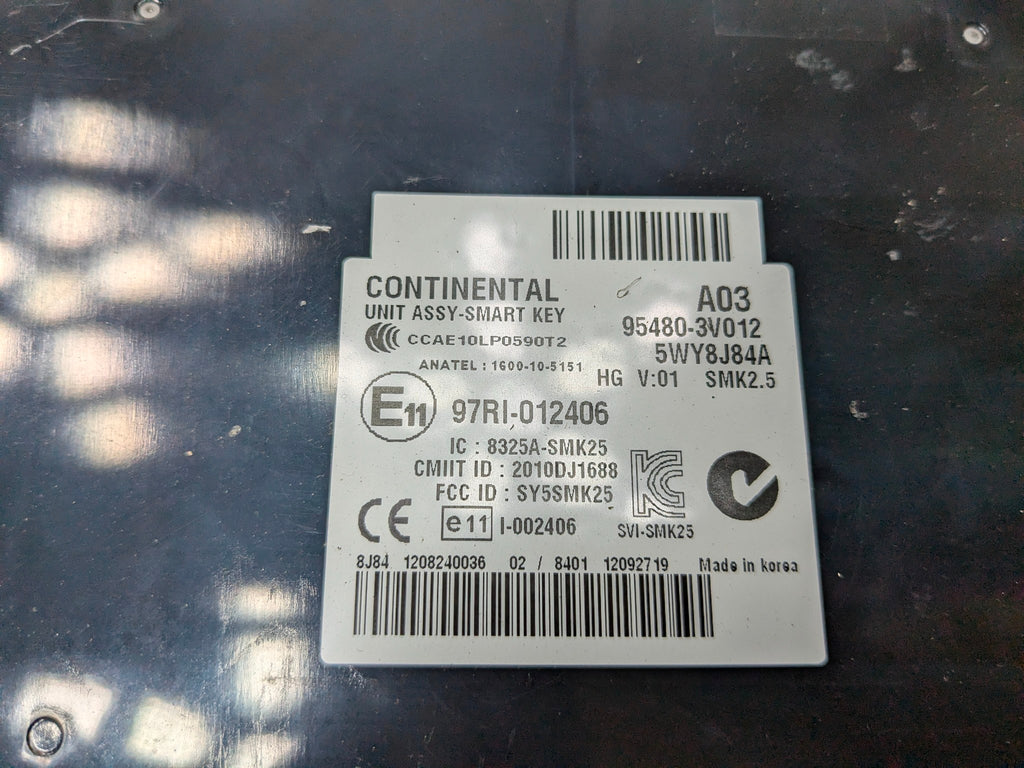 CONTINENTAL
UNIT ASSY-SMART KEY
A03
95480-3V012
CCAE10LP0590T2
5WY8J84A
ANATEL : 1600-10-5151
HG V:01 SMK2.5
E11 97RI-012406
IC : 8325A-SMK25
CMIIT ID : 2010DJ1688
FCC ID : SY5SMK25
KC
CE e11 I-002406
SVI-SMK25
8J84 1208240036 02 / 8401 12092719 Made in korea